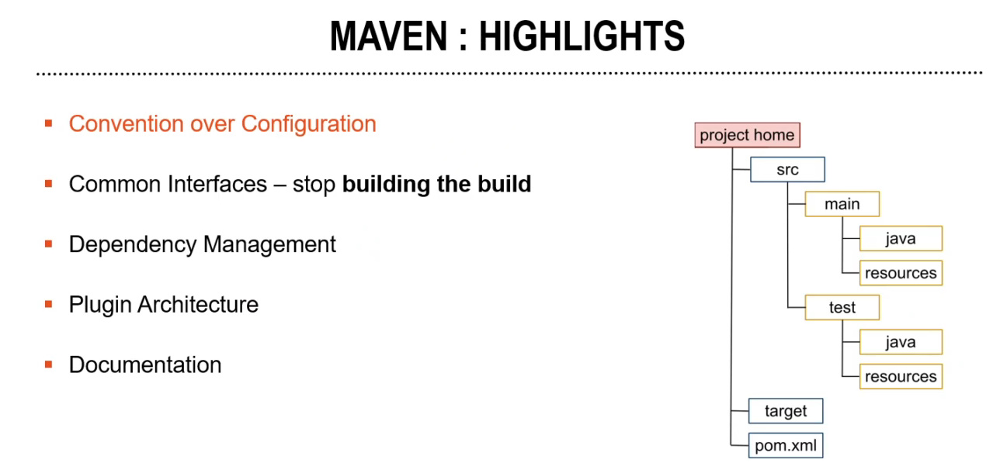 MAVEN : HIGHLIGHTS
Convention over Configuration
Common Interfaces – stop building the build
Dependency Management
Plugin Architecture
Documentation
project home
src
main
java
resources
test
java
resources
target
pom.xml